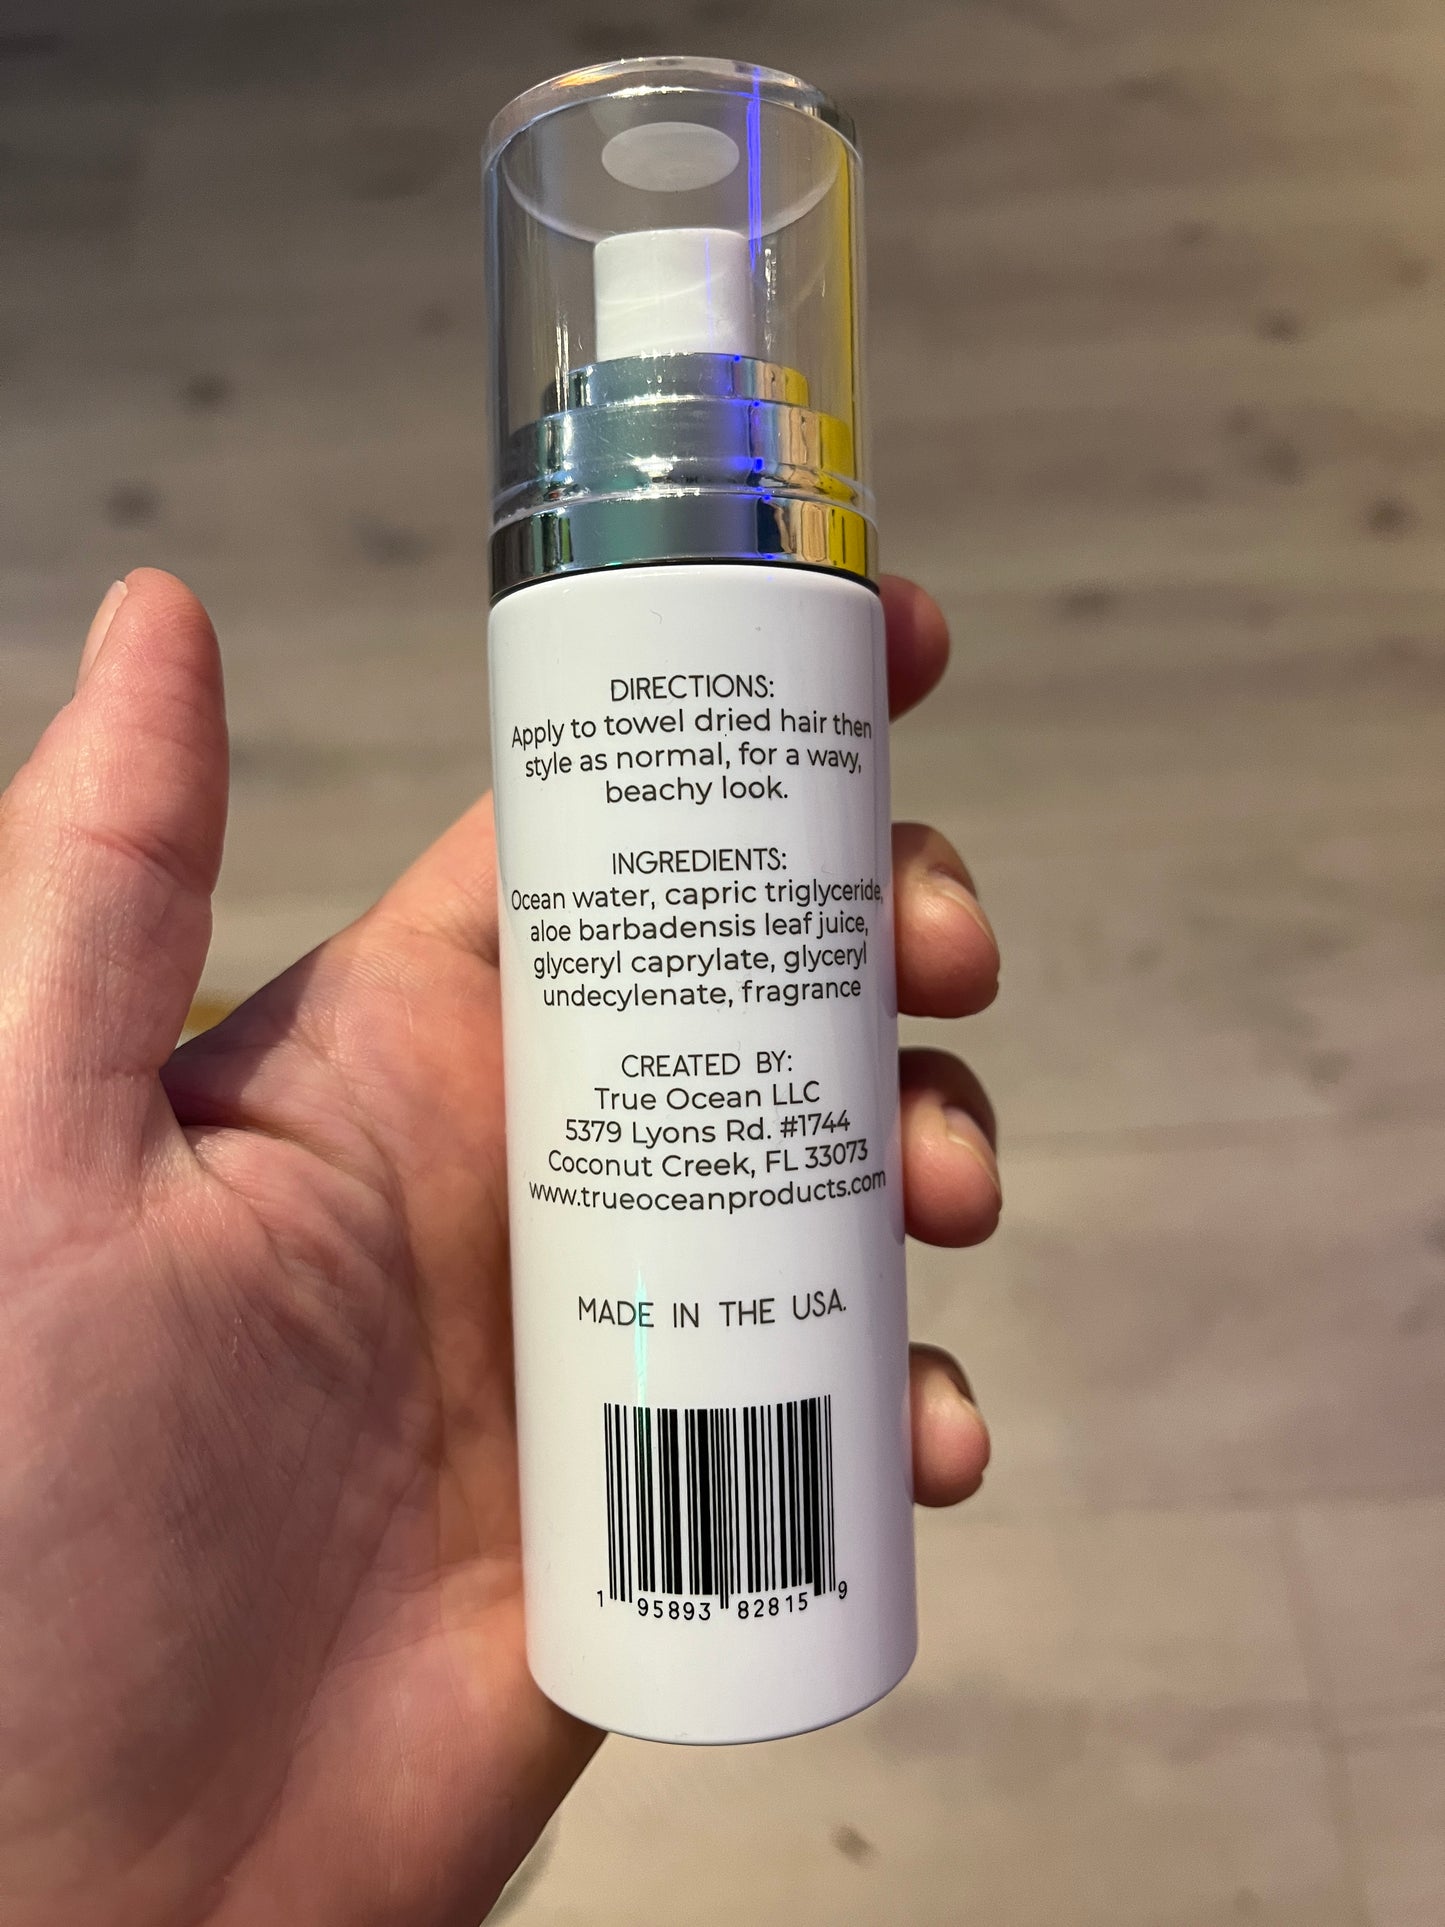 DIRECTIONS:
Apply to towel dried hair then
style as normal, for a wavy,
beachy look.
INGREDIENTS:
Ocean water, capric triglyceride,
aloe barbadensis leaf juice,
glyceryl caprylate, glyceryl
undecylenate, fragrance
CREATED BY:
True Ocean LLC
5379 Lyons Rd. #1744
Coconut Creek, FL 33073
www.trueoceanproducts.com
MADE IN THE USA.
1 95893 82815 9